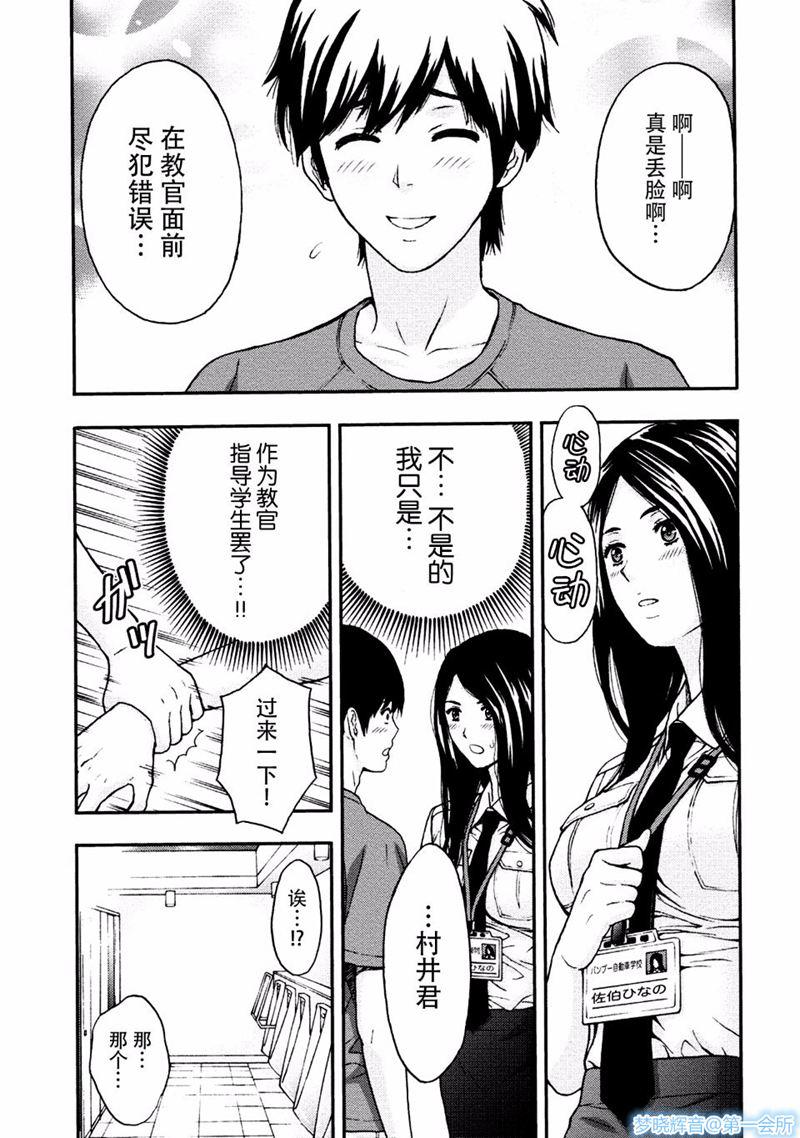 啊——啊
真是丢脸啊…
在教官面前
尽犯错误…
心动
心动
不…不是的
我只是…
…村井君
バンブー自動車学校
佐伯ひなの
作为教官
指导学生罢了…!!
ガッ
过来一下！
诶…!?
那…
那个…
梦晓辉音@第一会所